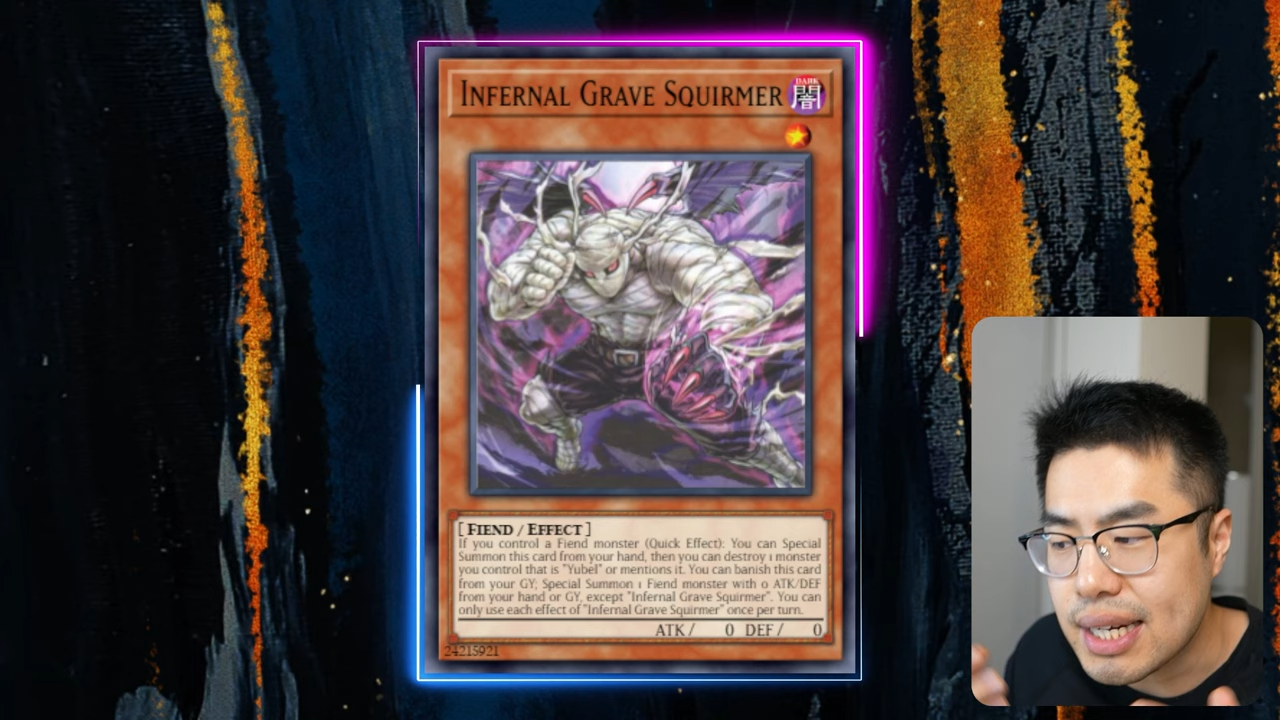 INFERNAL GRAVE SQUIRMER
DARK
闇
[ FIEND / EFFECT ]
If you control a Fiend monster (Quick Effect): You can Special
Summon this card from your hand, then you can destroy 1 monster
you control that is "Yubel" or mentions it. You can banish this card
from your GY; Special Summon 1 Fiend monster with 0 ATK/DEF
from your hand or GY, except "Infernal Grave Squirmer". You can
only use each effect of "Infernal Grave Squirmer" once per turn.
ATK/ 0 DEF/ 0
24215921